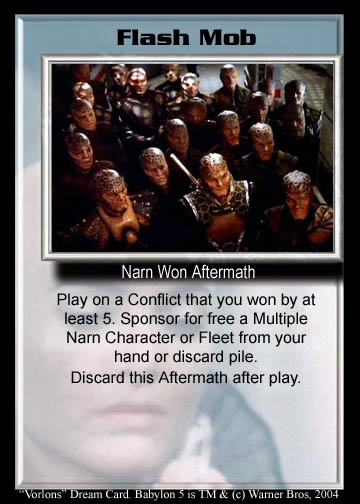 Flash Mob
Narn Won Aftermath
Play on a Conflict that you won by at
least 5. Sponsor for free a Multiple
Narn Character or Fleet from your
hand or discard pile.
Discard this Aftermath after play.
“Vorlons” Dream Card. Babylon 5 is TM & (c) Warner Bros, 2004